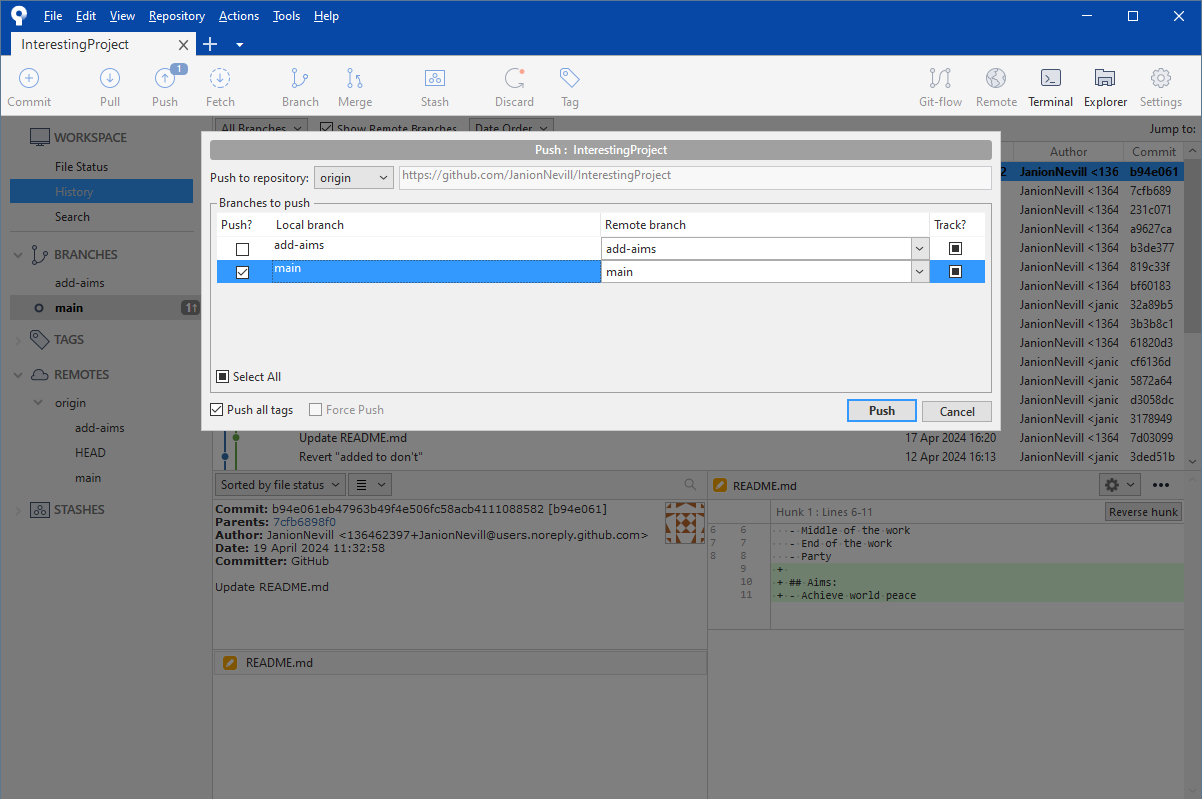 File Edit View Repository Actions Tools Help
InterestingProject
1
Commit Pull Push Fetch Branch Merge Stash Discard Tag Git-flow Remote Terminal Explorer Settings
WORKSPACE
File Status
History
Search
BRANCHES
add-aims
main 1↑
TAGS
REMOTES
origin
add-aims
HEAD
main
STASHES
All Branches Show Remote Branches Date Order Jump to:
Author Commit
2 JanionNevill <1364 b94e061
JanionNevill <1364 7cfb689
JanionNevill <1364 231c071
JanionNevill <1364 a9627ca
JanionNevill <1364 b3de377
JanionNevill <1364 819c33f
JanionNevill <1364 bf60183
JanionNevill <janic 32a89b5
JanionNevill <1364 3b3b8c1
JanionNevill <1364 61820d3
JanionNevill <janic cf6136d
JanionNevill <janic 5872a64
JanionNevill <janic d3058dc
JanionNevill <janic 3178949
Update README.md 17 Apr 2024 16:20 JanionNevill <1364 7d03099
Revert "added to don't" 12 Apr 2024 16:13 JanionNevill <janic 3ded51b
Push : InterestingProject
Push to repository: origin https://github.com/JanionNevill/InterestingProject
Branches to push
Push? Local branch Remote branch Track?
add-aims add-aims
main main
Select All
Push all tags Force Push Push Cancel
Sorted by file status
Commit: b94e061eb47963b49f4e506fc58acb4111088582 [b94e061]
Parents: 7cfb6898f0
Author: JanionNevill <136462397+JanionNevill@users.noreply.github.com>
Date: 19 April 2024 11:32:58
Committer: GitHub
Update README.md
README.md
README.md
Hunk 1 : Lines 6-11 Reverse hunk
6 6 - Middle of the work
7 7 - End of the work
8 8 - Party
9 +
10 + ## Aims:
11 + - Achieve world peace